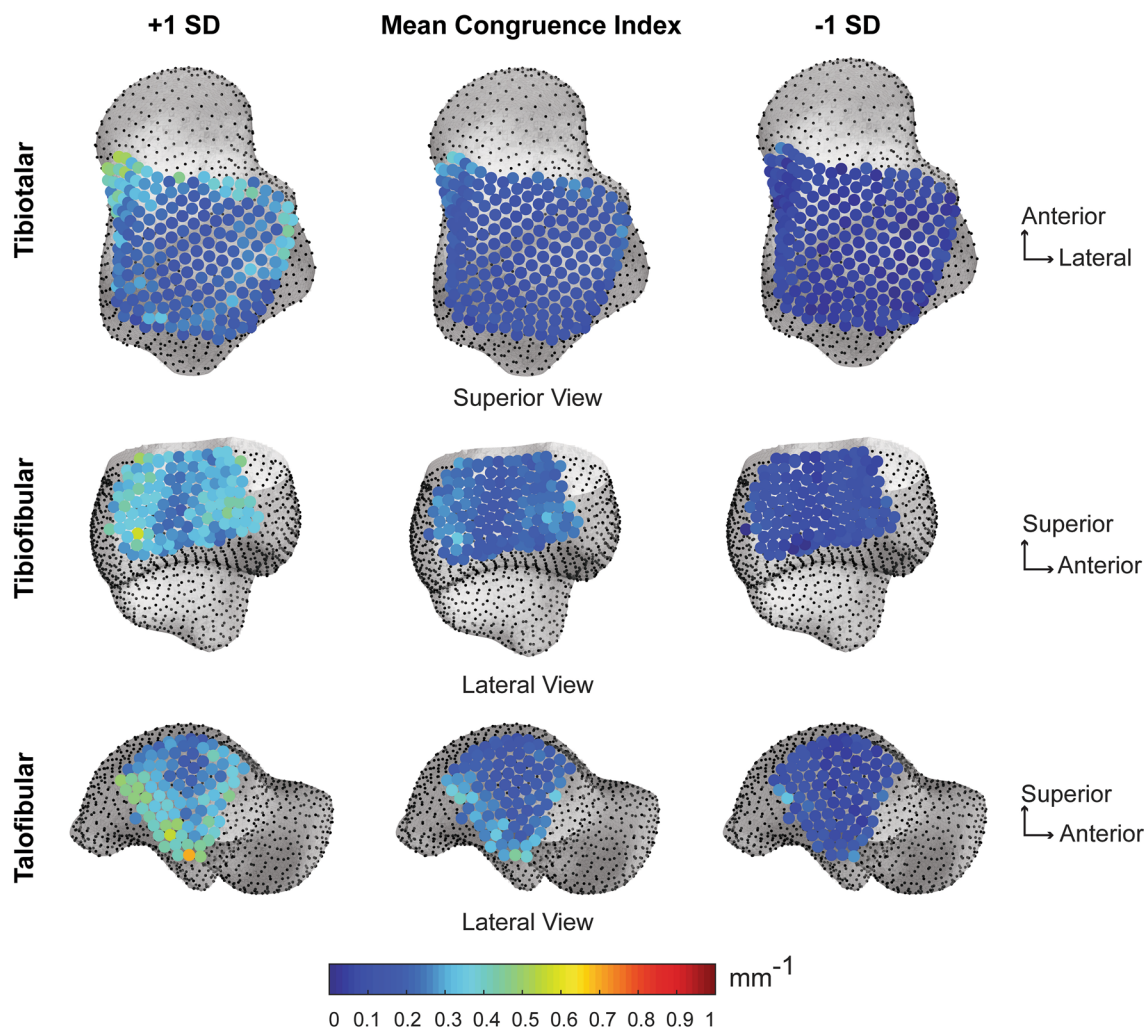 +1 SD
Mean Congruence Index
-1 SD
Tibiotalar
Anterior
Lateral
Superior View
Tibiofibular
Superior
Anterior
Lateral View
Talofibular
Superior
Anterior
Lateral View
mm-1
0 0.1 0.2 0.3 0.4 0.5 0.6 0.7 0.8 0.9 1